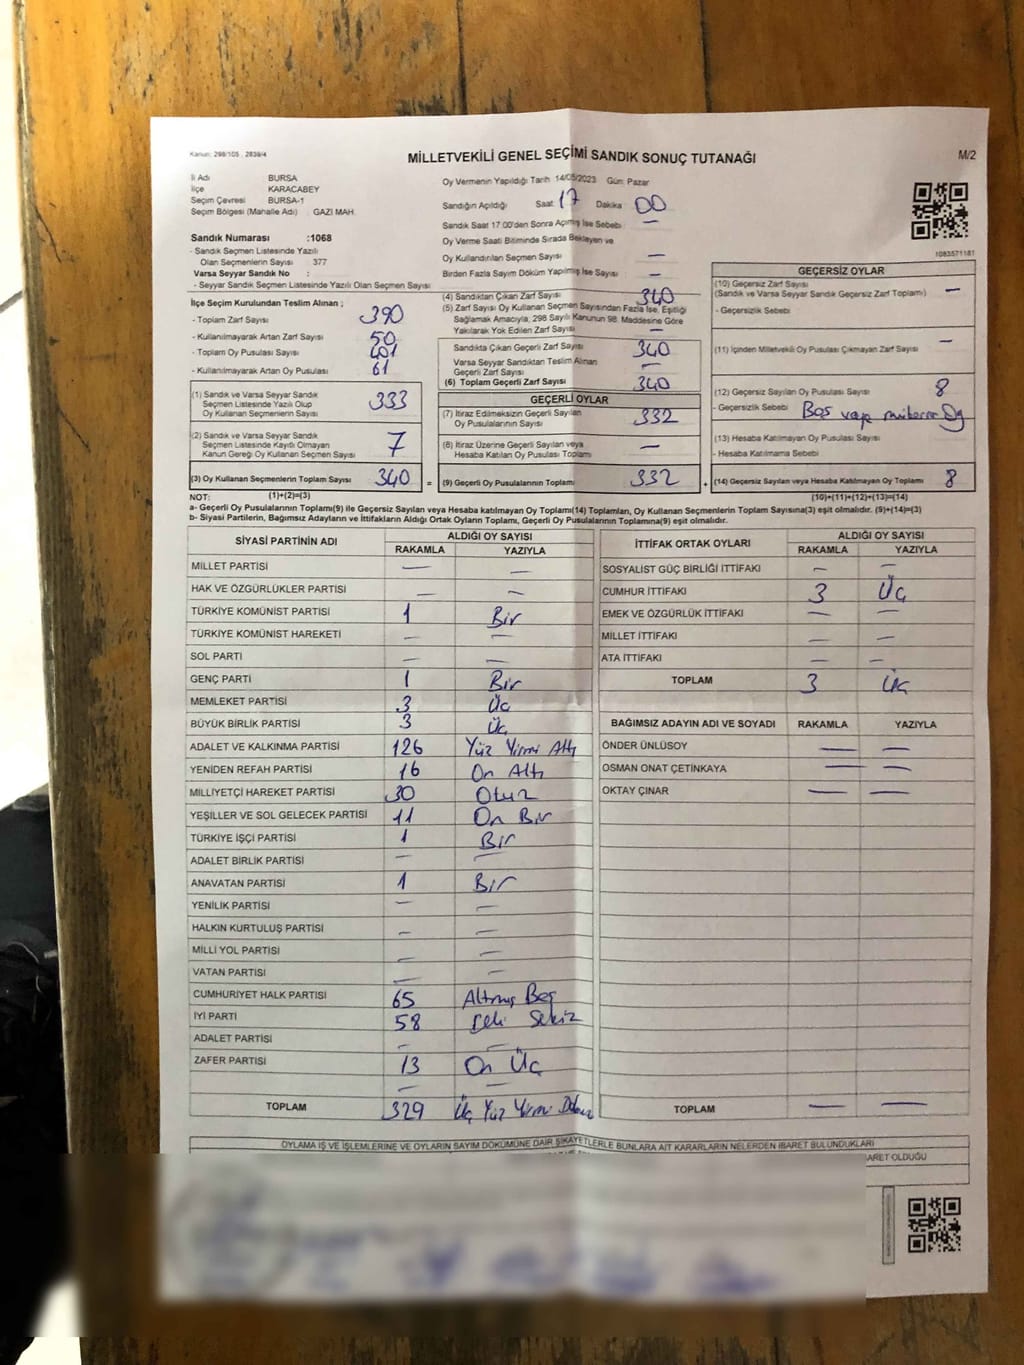 Kanun: 298/105 , 2839/4
MİLLETVEKİLİ GENEL SEÇİMİ SANDIK SONUÇ TUTANAĞI
M/2
İl Adı BURSA
İlçe KARACABEY
Seçim Çevresi BURSA-1
Seçim Bölgesi (Mahalle Adı) : GAZI MAH.
Oy Vermenin Yapıldığı Tarih 14/05/2023 Gün: Pazar
Sandığın Açıldığı Saat 17 Dakika 00
Sandık Saat 17:00'den Sonra Açılmış İse Sebebi —
Oy Verme Saati Bitiminde Sırada Bekleyen ve
Oy Kullandırılan Seçmen Sayısı —
Birden Fazla Sayım Döküm Yapılmış İse Sayısı —
1083571181
Sandık Numarası :1068
- Sandık Seçmen Listesinde Yazılı
Olan Seçmenlerin Sayısı 377
Varsa Seyyar Sandık No :
- Seyyar Sandık Seçmen Listesinde Yazılı Olan Seçmen Sayısı :
İlçe Seçim Kurulundan Teslim Alınan ;
- Toplam Zarf Sayısı 390
- Kullanılmayarak Artan Zarf Sayısı 50
- Toplam Oy Pusulası Sayısı 401
- Kullanılmayarak Artan Oy Pusulası 61
(1) Sandık ve Varsa Seyyar Sandık
Seçmen Listesinde Yazılı Olup
Oy Kullanan Seçmenlerin Sayısı 333
(2) Sandık ve Varsa Seyyar Sandık
Seçmen Listesinde Kayıtlı Olmayan
Kanun Gereği Oy Kullanan Seçmen Sayısı 7
(3) Oy Kullanan Seçmenlerin Toplam Sayısı 340 =
(4) Sandıktan Çıkan Zarf Sayısı 340
(5) Zarf Sayısı Oy Kullanan Seçmen Sayısından Fazla İse, Eşitliği
Sağlamak Amacıyla, 298 Sayılı Kanunun 98. Maddesine Göre
Yakılarak Yok Edilen Zarf Sayısı —
Sandıkta Çıkan Geçerli Zarf Sayısı 340
Varsa Seyyar Sandıktan Teslim Alınan
Geçerli Zarf Sayısı —
(6) Toplam Geçerli Zarf Sayısı 340
GEÇERLİ OYLAR
(7) İtiraz Edilmeksizin Geçerli Sayılan
Oy Pusulalarının Sayısı 332
(8) İtiraz Üzerine Geçerli Sayılan veya
Hesaba Katılan Oy Pusulası Toplamı —
(9) Geçerli Oy Pusulalarının Toplamı 332 +
GEÇERSİZ OYLAR
(10) Geçersiz Zarf Sayısı
(Sandık ve Varsa Seyyar Sandık Geçersiz Zarf Toplamı) —
- Geçersizlik Sebebi
(11) İçinden Milletvekili Oy Pusulası Çıkmayan Zarf Sayısı —
(12) Geçersiz Sayılan Oy Pusulası Sayısı 8
- Geçersizlik Sebebi Boş veya mükerrer Oy
(13) Hesaba Katılmayan Oy Pusulası Sayısı
- Hesaba Katılmama Sebebi
(14) Geçersiz Sayılan veya Hesaba Katılmayan Oy Toplamı 8
NOT: (1)+(2)=(3) (10)+(11)+(12)+(13)=(14)
a- Geçerli Oy Pusulalarının Toplamı(9) ile Geçersiz Sayılan veya Hesaba Katılmayan Oy Toplamı(14) Toplamları, Oy Kullanan Seçmenlerin Toplam Sayısına(3) eşit olmalıdır. (9)+(14)=(3)
b- Siyasi Partilerin, Bağımsız Adayların ve İttifakların Aldığı Ortak Oyların Toplamı, Geçerli Oy Pusulalarının Toplamına(9) eşit olmalıdır.
SİYASİ PARTİNİN ADI ALDIĞI OY SAYISI
RAKAMLA YAZIYLA
MİLLET PARTİSİ — —
HAK VE ÖZGÜRLÜKLER PARTİSİ — —
TÜRKİYE KOMÜNİST PARTİSİ 1 Bir
TÜRKİYE KOMÜNİST HAREKETİ — —
SOL PARTİ — —
GENÇ PARTİ 1 Bir
MEMLEKET PARTİSİ 3 Üç
BÜYÜK BİRLİK PARTİSİ 3 Üç
ADALET VE KALKINMA PARTİSİ 126 Yüz Yirmi Altı
YENİDEN REFAH PARTİSİ 16 On Altı
MİLLİYETÇİ HAREKET PARTİSİ 30 Otuz
YEŞİLLER VE SOL GELECEK PARTİSİ 11 On Bir
TÜRKİYE İŞÇİ PARTİSİ 1 Bir
ADALET BİRLİK PARTİSİ — —
ANAVATAN PARTİSİ 1 Bir
YENİLİK PARTİSİ — —
HALKIN KURTULUŞ PARTİSİ — —
MİLLİ YOL PARTİSİ — —
VATAN PARTİSİ — —
CUMHURİYET HALK PARTİSİ 65 Altmış Beş
İYİ PARTİ 58 Elli Sekiz
ADALET PARTİSİ — —
ZAFER PARTİSİ 13 On Üç
— —
TOPLAM 329 Üç Yüz Yirmi Dokuz
İTTİFAK ORTAK OYLARI ALDIĞI OY SAYISI
RAKAMLA YAZIYLA
SOSYALİST GÜÇ BİRLİĞİ İTTİFAKI — —
CUMHUR İTTİFAKI 3 Üç
EMEK VE ÖZGÜRLÜK İTTİFAKI — —
MİLLET İTTİFAKI — —
ATA İTTİFAKI — —
TOPLAM 3 Üç
BAĞIMSIZ ADAYIN ADI VE SOYADI RAKAMLA YAZIYLA
ÖNDER ÜNLÜSOY — —
OSMAN ONAT ÇETİNKAYA — —
OKTAY ÇINAR — —
TOPLAM — —
OYLAMA İŞ VE İŞLEMLERİNE VE OYLARIN SAYIM DÖKÜMÜNE DAİR ŞİKAYETLERLE BUNLARA AİT KARARLARIN NELERDEN İBARET BULUNDUKLARI
ARET OLDUĞU